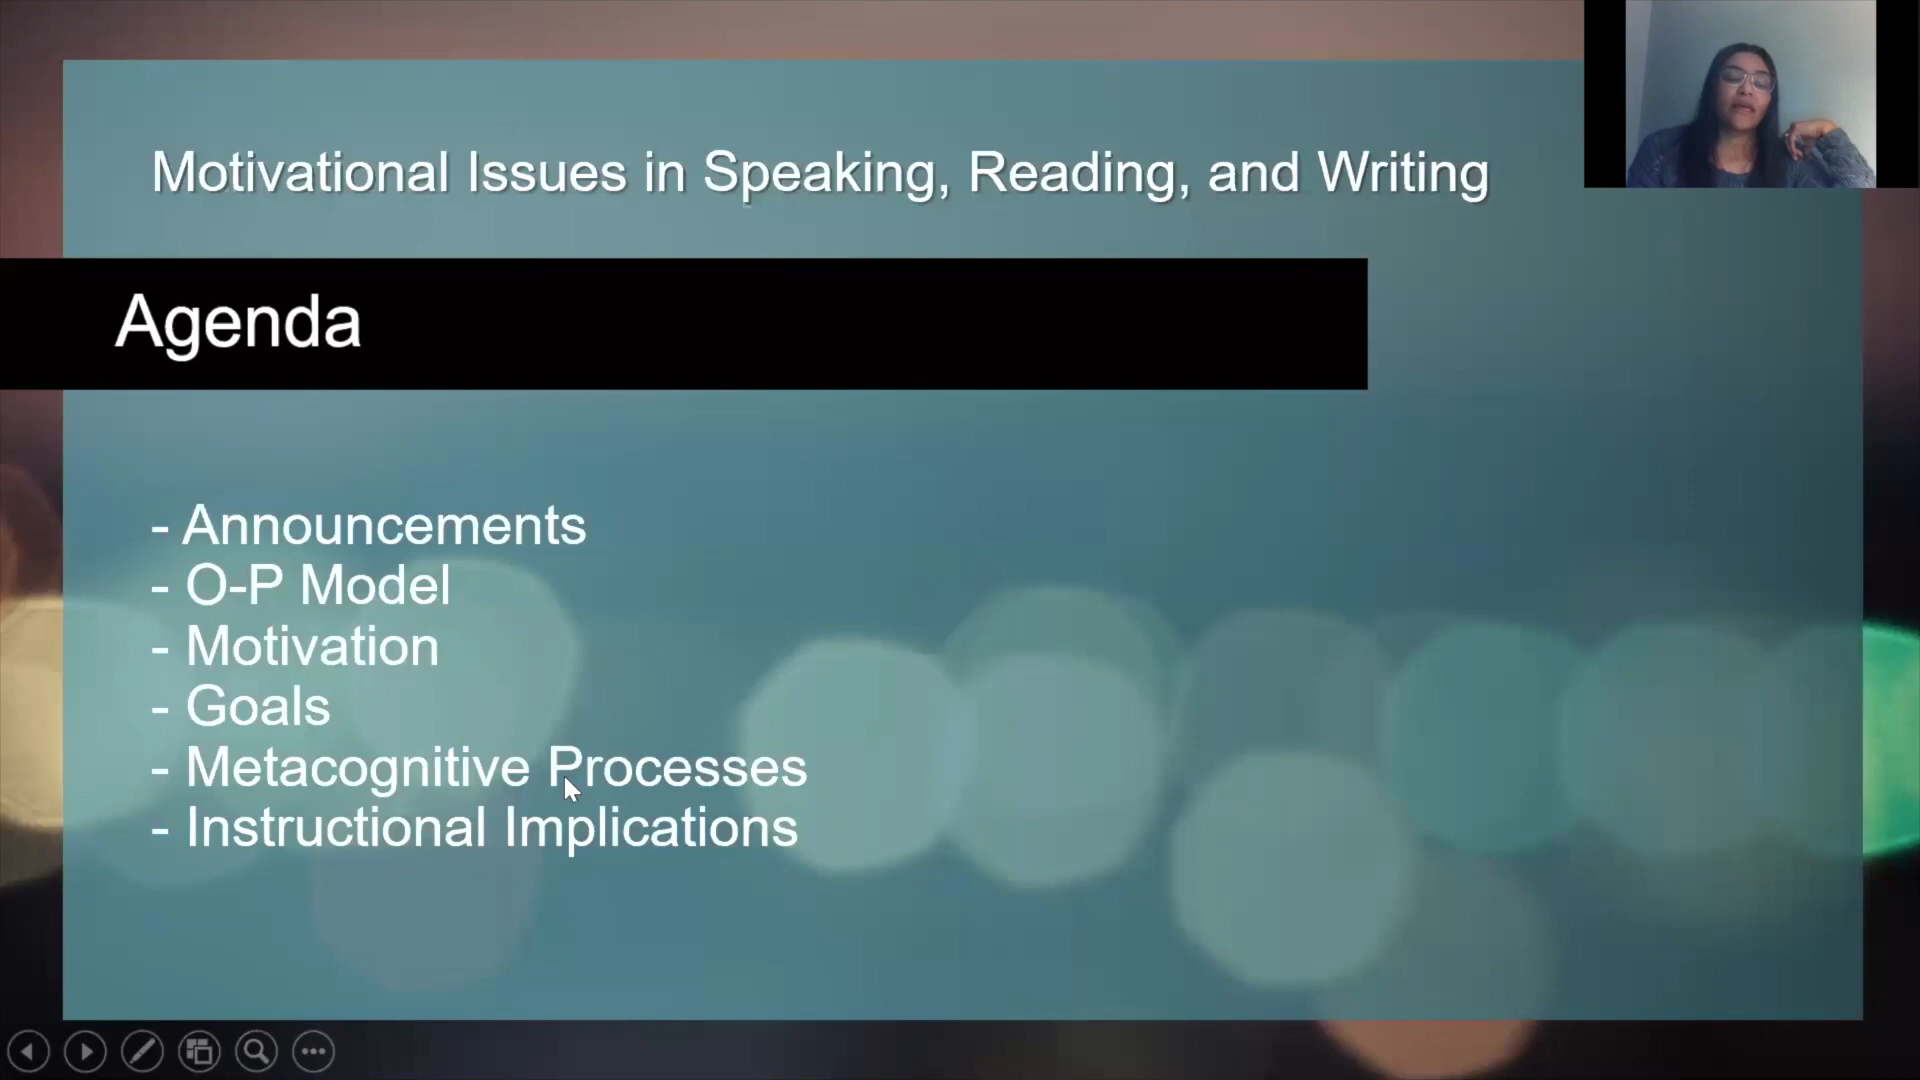 Motivational Issues in Speaking, Reading, and Writing
Agenda
- Announcements
- O-P Model
- Motivation
- Goals
- Metacognitive Processes
- Instructional Implications